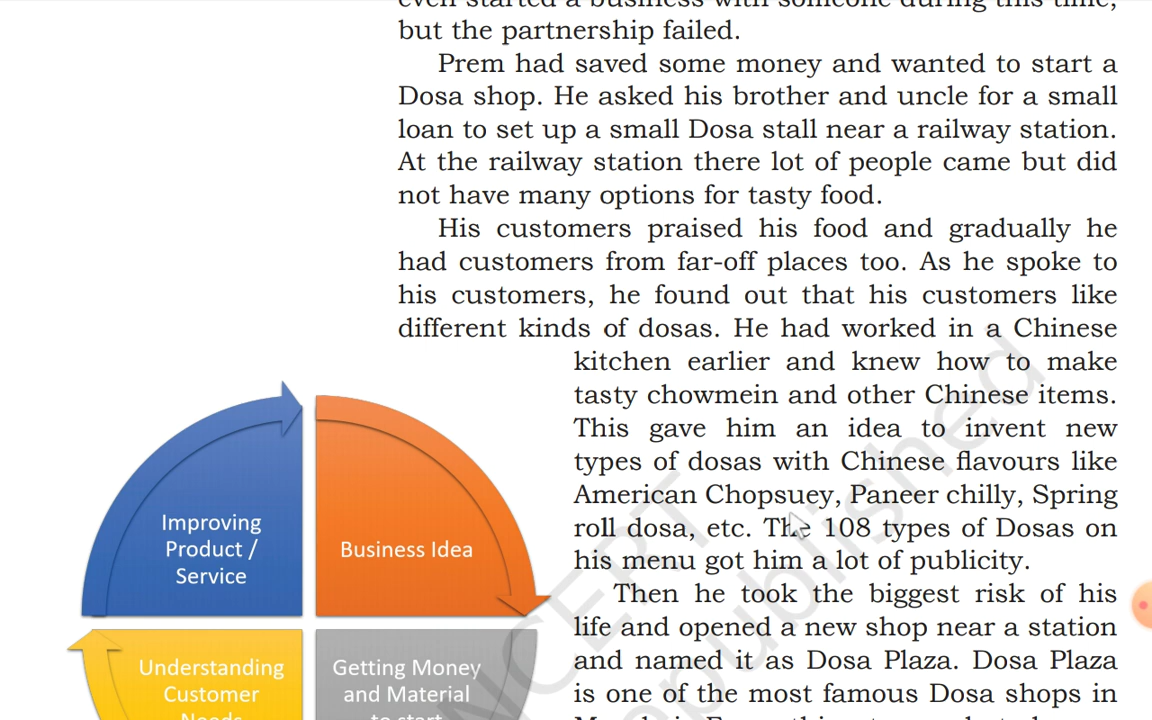 but the partnership failed.
Prem had saved some money and wanted to start a
Dosa shop. He asked his brother and uncle for a small
loan to set up a small Dosa stall near a railway station.
At the railway station there lot of people came but did
not have many options for tasty food.
His customers praised his food and gradually he
had customers from far-off places too. As he spoke to
his customers, he found out that his customers like
different kinds of dosas. He had worked in a Chinese
kitchen earlier and knew how to make
tasty chowmein and other Chinese items.
This gave him an idea to invent new
types of dosas with Chinese flavours like
American Chopsuey, Paneer chilly, Spring
roll dosa, etc. The 108 types of Dosas on
his menu got him a lot of publicity.
Then he took the biggest risk of his
life and opened a new shop near a station
and named it as Dosa Plaza. Dosa Plaza
is one of the most famous Dosa shops in
Improving
Product /
Service
Business Idea
Understanding
Customer
Needs
Getting Money
and Material
to start
NCERT
republished